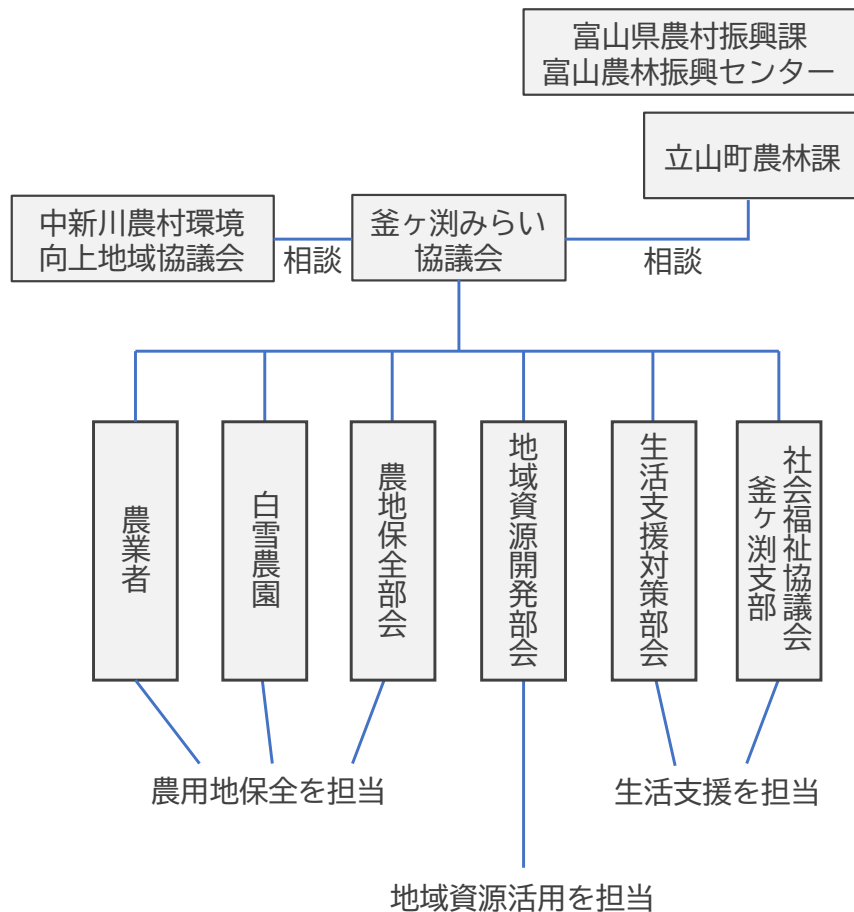 富山県農村振興課
富山農林振興センター
立山町農林課
中新川農村環境
向上地域協議会
相談
釜ヶ渕みらい
協議会
相談
農業者
白雪農園
農地保全部会
地域資源開発部会
生活支援対策部会
社会福祉協議会
釜ヶ渕支部
農用地保全を担当
生活支援を担当
地域資源活用を担当